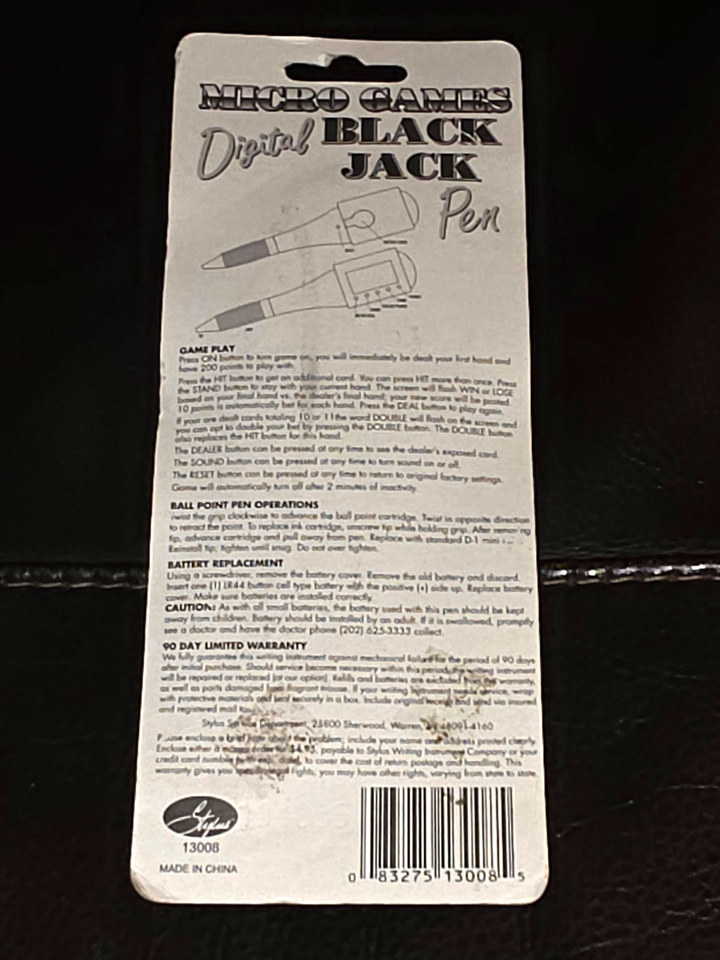 MICRO GAMES
Digital BLACK
JACK
Pen
GAME PLAY
Press ON button to turn game on, you will immediately be dealt your first hand and
have 200 points to play with.
Press the HIT button to get an additional card. You can press HIT more than once. Press
the STAND button to stay with your current hand. The screen will flash WIN or LOSE
based on your final hand vs. the dealer's final hand; your new score will be posted.
10 points is automatically bet for each hand. Press the DEAL button to play again.
If your are dealt cards totaling 10 or 11 the word DOUBLE will flash on the screen and
you can opt to double your bet by pressing the DOUBLE button. The DOUBLE button
also replaces the HIT button for this hand.
The DEALER button can be pressed at any time to see the dealer's exposed card.
The SOUND button can be pressed at any time to turn sound on or off.
The RESET button can be pressed at any time to return to original factory settings.
Game will automatically turn off after 2 minutes of inactivity.
BALL POINT PEN OPERATIONS
Twist the grip clockwise to advance the ball point cartridge. Twist in opposite direction
to retract the point. To replace ink cartridge, unscrew tip while holding grip. After removing
tip, advance cartridge and pull away from pen. Replace with standard D-1 mini
Reinstall tip; tighten until snug. Do not over tighten.
BATTERY REPLACEMENT
Using a screwdriver, remove the battery cover. Remove the old battery and discard.
Insert one (1) LR44 button cell type battery with the positive (+) side up. Replace battery
cover. Make sure batteries are installed correctly.
CAUTION: As with all small batteries, the battery used with this pen should be kept
away from children. Battery should be installed by an adult. If it is swallowed, promptly
see a doctor and have the doctor phone (202) 625-3333 collect.
90 DAY LIMITED WARRANTY
We fully guarantee this writing instrument against mechanical failure for the period of 90 days
after initial purchase. Should service become necessary within this period, the writing instrument
will be repaired or replaced (at our option). Refills and batteries are excluded from the warranty,
as well as parts damaged from flagrant misuse. If your writing instrument needs service, wrap
with protective materials and seal securely in a box. Include original receipt and send via insured
and registered mail to:
Stylus Service Department, 25800 Sherwood, Warren, 48091-4160
Please enclose a brief note about the problem; include your name and address printed clearly.
Enclose either a money order for $4.95, payable to Stylus Writing Instrument Company or your
credit card number to cover the cost of return postage and handling. This
warranty gives you rights; you may have other rights, varying from state to state.
Stylus
13008
MADE IN CHINA
0 83275 13008 5